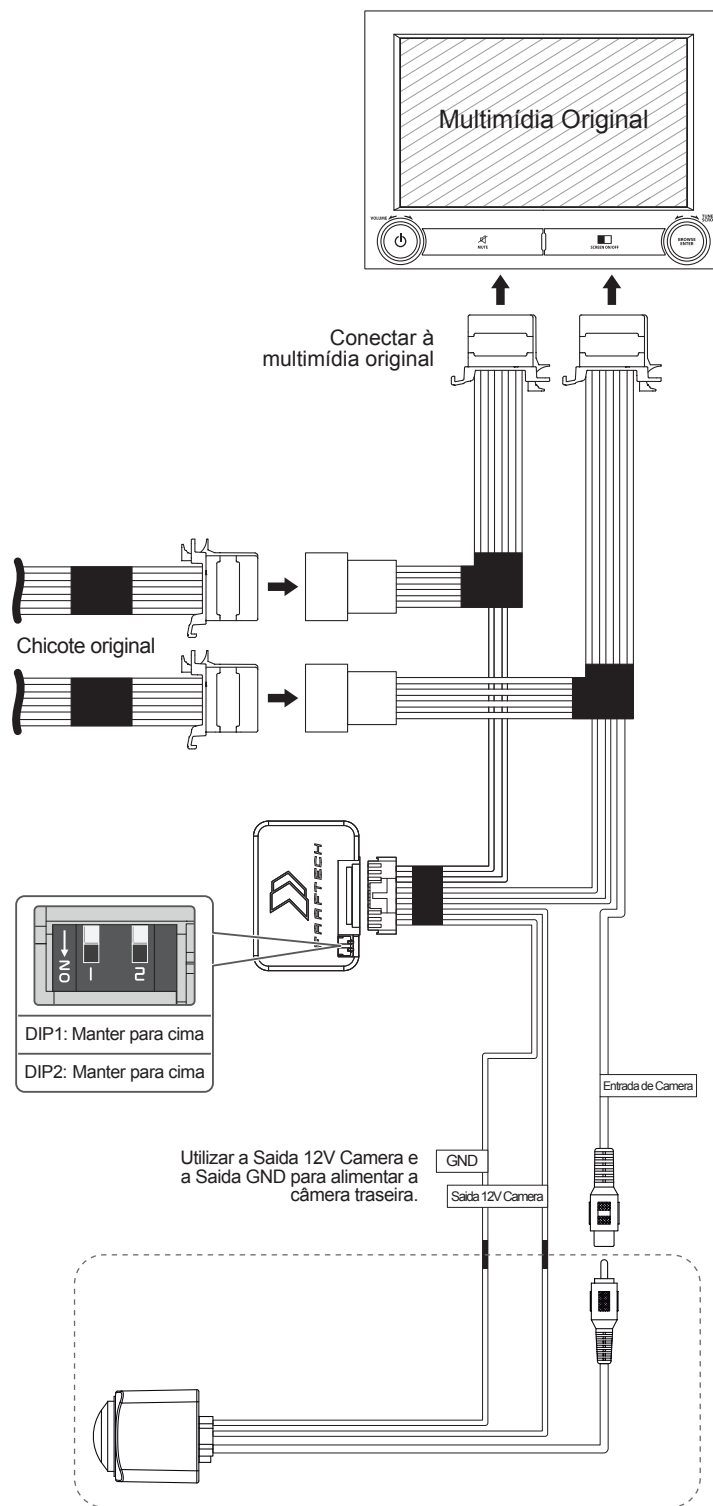 Multimídia Original
VOLUME
TUNE
SCROLL
MUTE
SCREEN ON/OFF
BROWSE
ENTER
Conectar à
multimídia original
Chicote original
FAAFTECH
ON
1
2
DIP1: Manter para cima
DIP2: Manter para cima
Entrada de Camera
Utilizar a Saida 12V Camera e
a Saida GND para alimentar a
câmera traseira.
GND
Saida 12V Camera